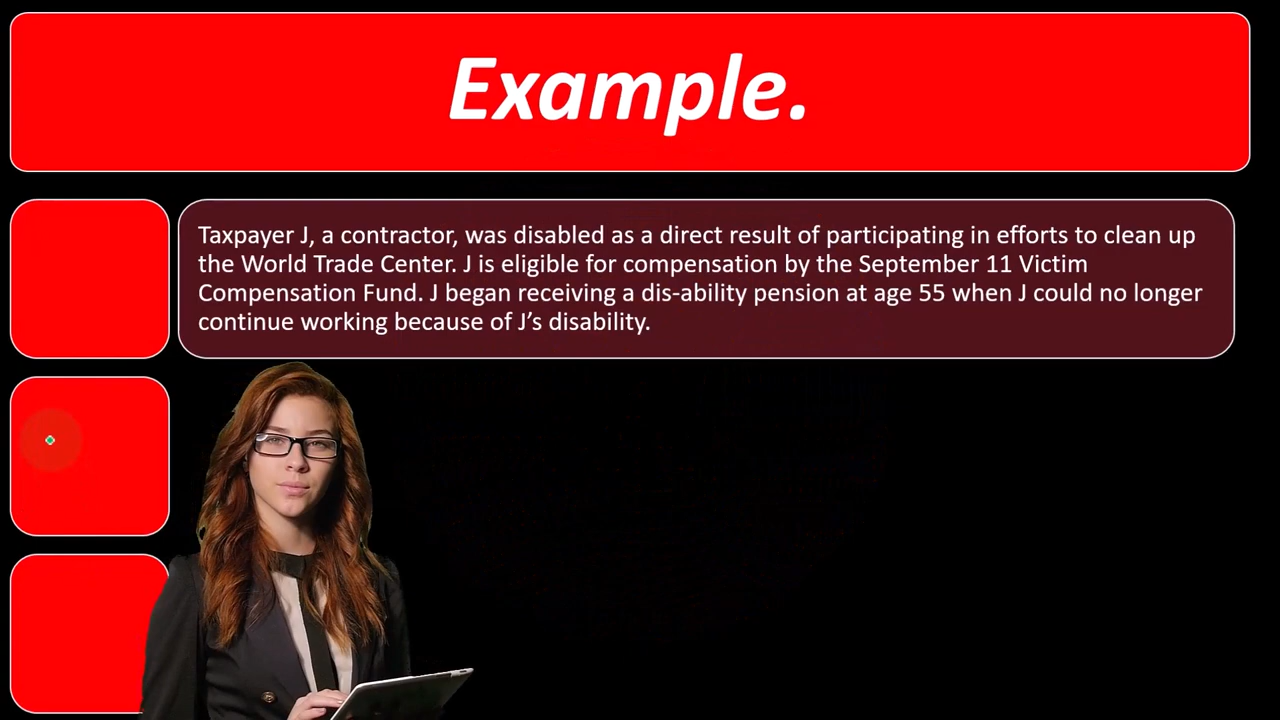 Example.
Taxpayer J, a contractor, was disabled as a direct result of participating in efforts to clean up
the World Trade Center. J is eligible for compensation by the September 11 Victim
Compensation Fund. J began receiving a dis-ability pension at age 55 when J could no longer
continue working because of J’s disability.